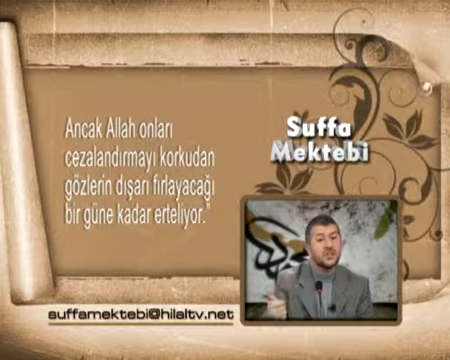 Ancak Allah onları
cezalandırmayı korkudan
gözlerin dışarı fırlayacağı
bir güne kadar erteliyor."
Suffa
Mektebi
suffamektebi@hilaltv.net